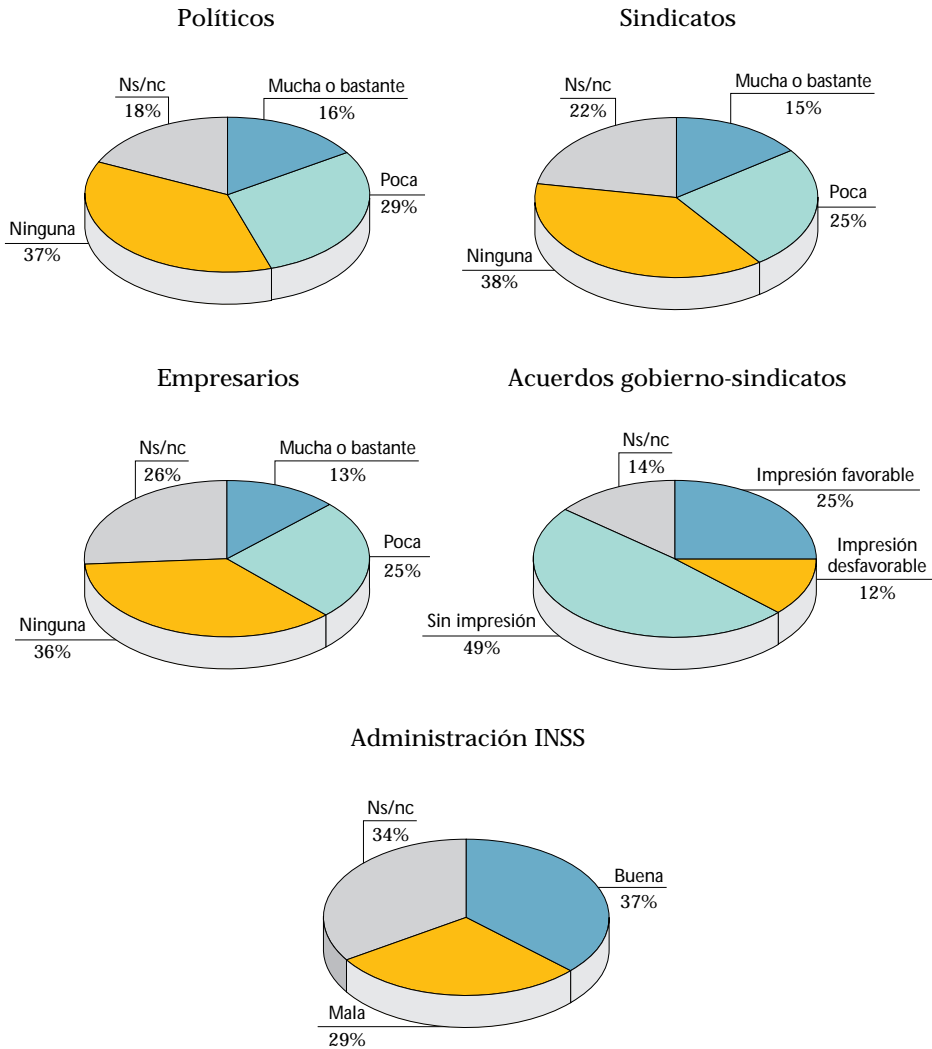 Políticos
Ns/nc
18%
Mucha o bastante
16%
Poca
29%
Ninguna
37%
Sindicatos
Ns/nc
22%
Mucha o bastante
15%
Poca
25%
Ninguna
38%
Empresarios
Ns/nc
26%
Mucha o bastante
13%
Poca
25%
Ninguna
36%
Acuerdos gobierno-sindicatos
Ns/nc
14%
Impresión favorable
25%
Impresión
desfavorable
12%
Sin impresión
49%
Administración INSS
Ns/nc
34%
Buena
37%
Mala
29%